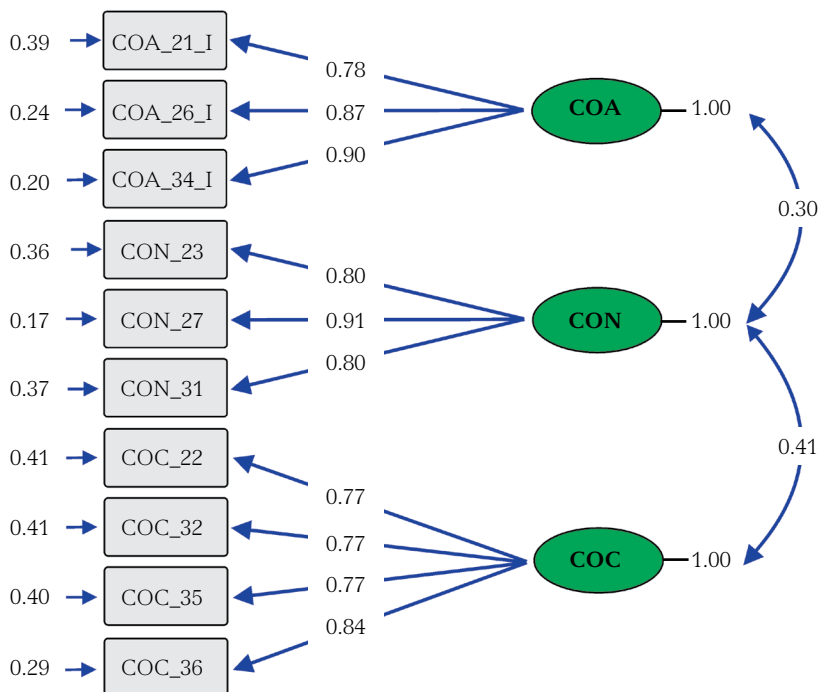 0.39 COA_21_I
0.78
0.24 COA_26_I 0.87 COA 1.00
0.90
0.20 COA_34_I
0.30
0.36 CON_23
0.80
0.17 CON_27 0.91 CON 1.00
0.80
0.37 CON_31
0.41 COC_22
0.41
0.77
0.41 COC_32
0.77
COC 1.00
0.77
0.40 COC_35
0.84
0.29 COC_36